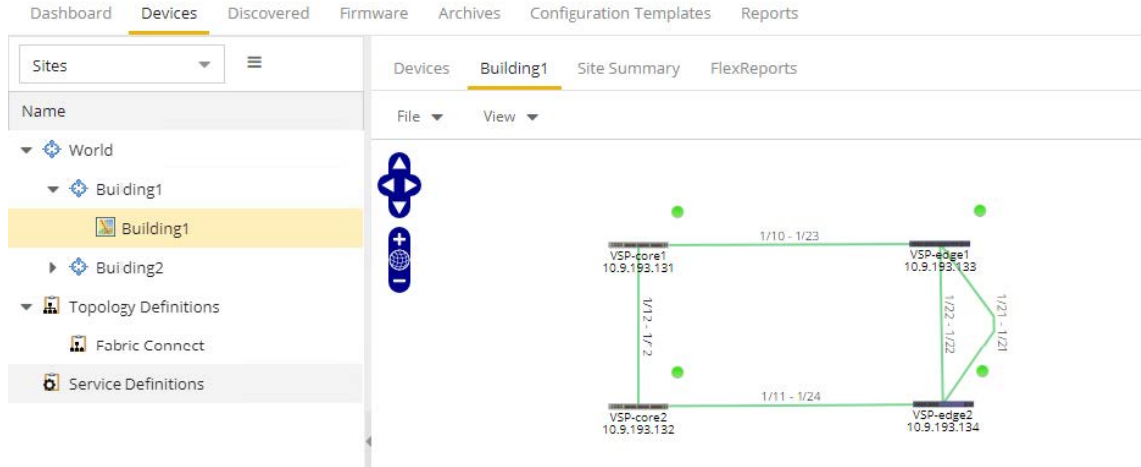 Dashboard Devices Discovered Firmware Archives Configuration Templates Reports
Sites
Name
World
Building1
Building1
Building2
Topology Definitions
Fabric Connect
Service Definitions
Devices Building1 Site Summary FlexReports
File View
1/10 - 1/23
VSP-core1
10.9.193.131
VSP-edge1
10.9.193.133
1/12 - 1/12
1/22 - 1/22
1/21 - 1/21
1/11 - 1/24
VSP-core2
10.9.193.132
VSP-edge2
10.9.193.134